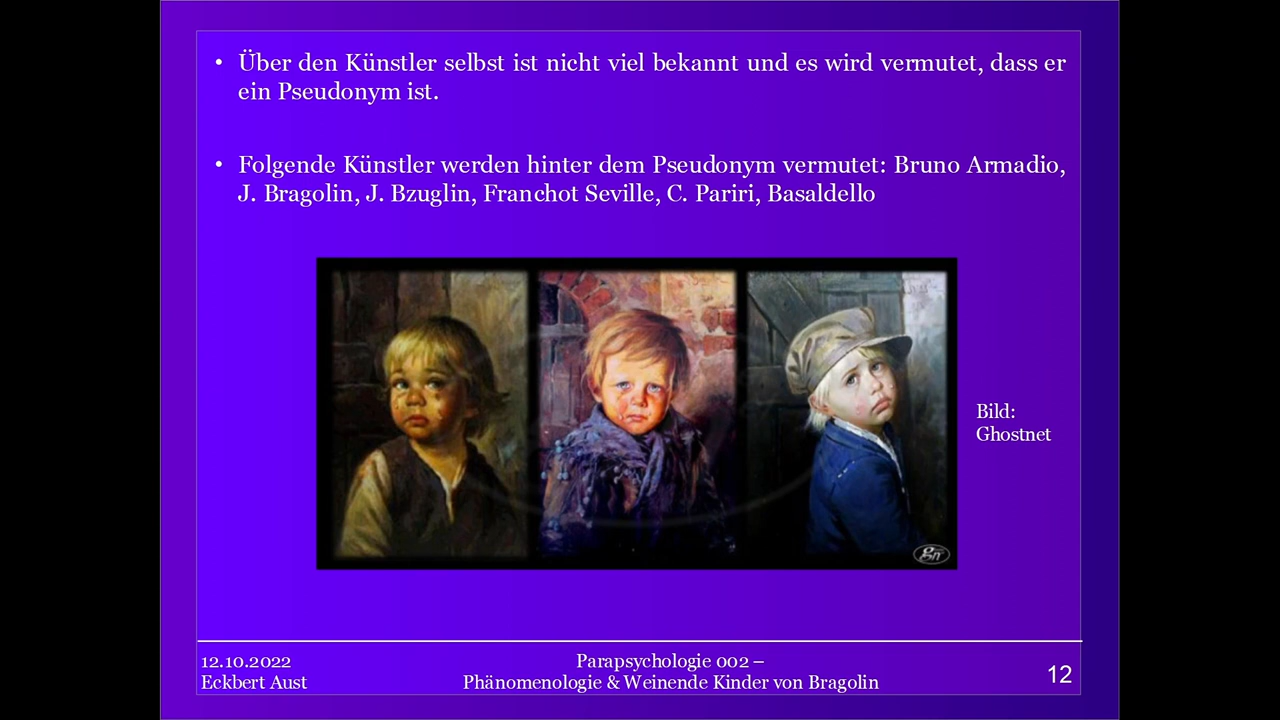 • Über den Künstler selbst ist nicht viel bekannt und es wird vermutet, dass er
ein Pseudonym ist.
• Folgende Künstler werden hinter dem Pseudonym vermutet: Bruno Armadio,
J. Bragolin, J. Bzuglin, Franchot Seville, C. Pariri, Basaldello
Bild:
Ghostnet
gn
12.10.2022
Eckbert Aust
Parapsychologie 002 –
Phänomenologie & Weinende Kinder von Bragolin
12